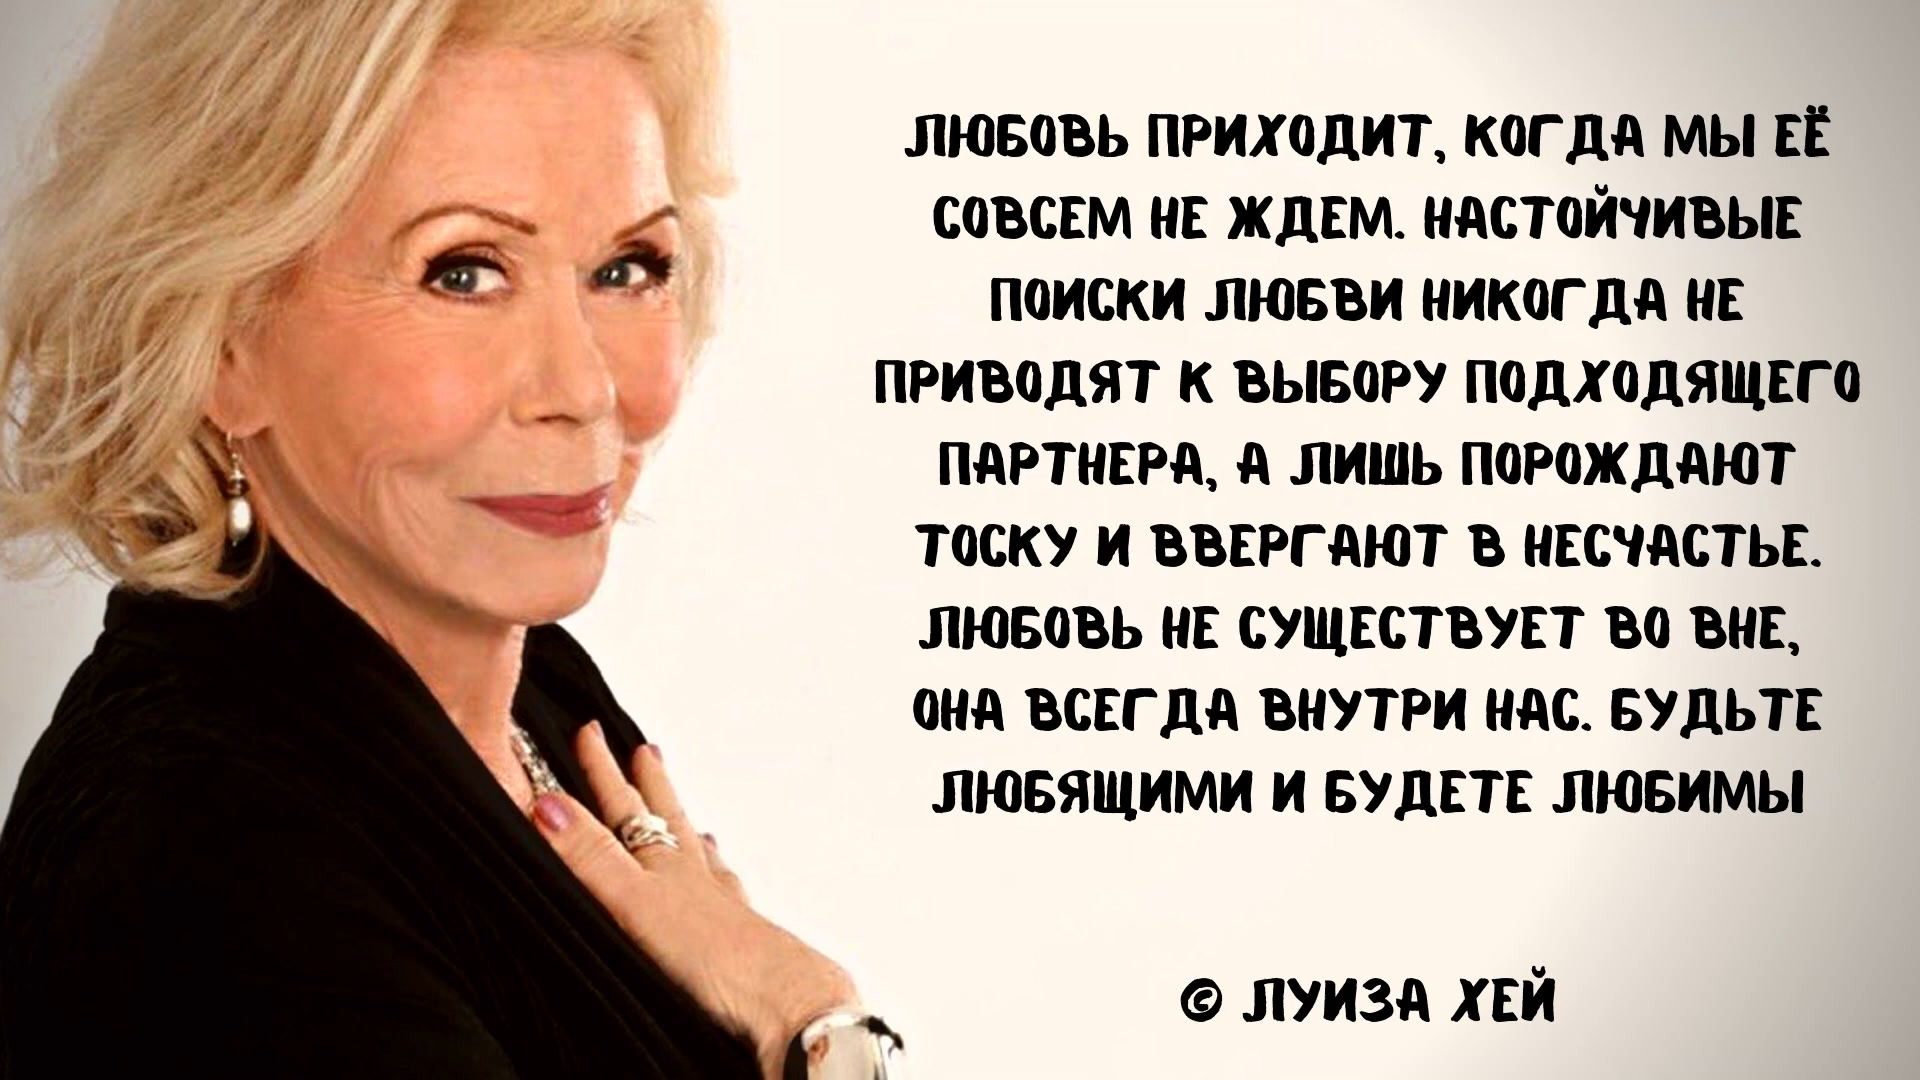 ЛЮБОВЬ ПРИХОДИТ, КОГДА МЫ ЕЁ
СОВСЕМ НЕ ЖДЕМ. НАСТОЙЧИВЫЕ
ПОИСКИ ЛЮБВИ НИКОГДА НЕ
ПРИВОДЯТ К ВЫБОРУ ПОДХОДЯЩЕГО
ПАРТНЕРА, А ЛИШЬ ПОРОЖДАЮТ
ТОСКУ И ВВЕРГАЮТ В НЕСЧАСТЬЕ.
ЛЮБОВЬ НЕ СУЩЕСТВУЕТ ВО ВНЕ,
ОНА ВСЕГДА ВНУТРИ НАС. БУДЬТЕ
ЛЮБЯЩИМИ И БУДЕТЕ ЛЮБИМЫ
© ЛУИЗА ХЕЙ